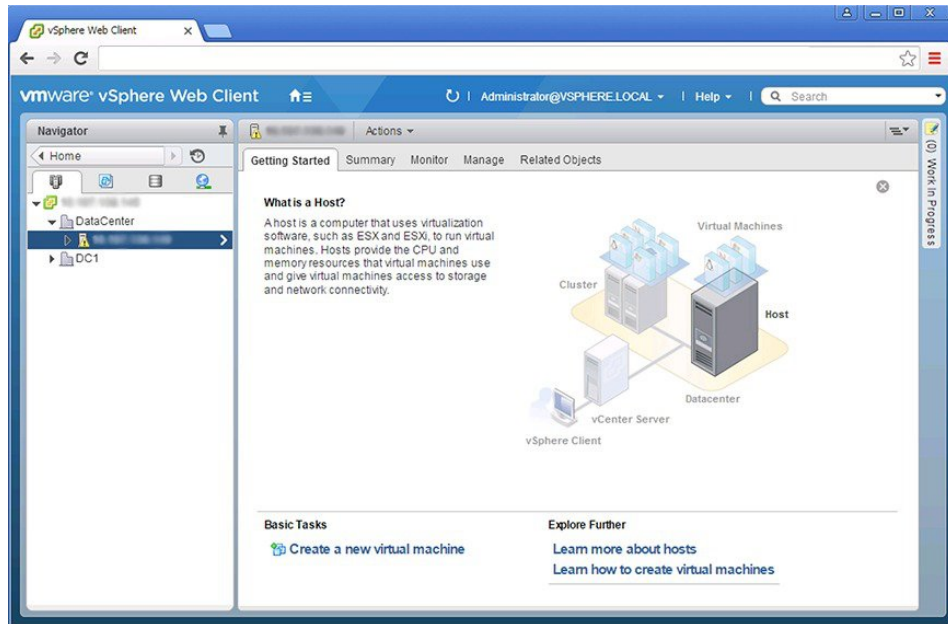 vSphere Web Client
vmware® vSphere Web Client
Administrator@VSPHERE.LOCAL
Help
Search
Navigator
Actions
Home
Getting Started
Summary
Monitor
Manage
Related Objects
(0) Work In Progress
DataCenter
DC1
What is a Host?
A host is a computer that uses virtualization
software, such as ESX and ESXi, to run virtual
machines. Hosts provide the CPU and
memory resources that virtual machines use
and give virtual machines access to storage
and network connectivity.
Virtual Machines
Cluster
Host
Datacenter
vCenter Server
vSphere Client
Basic Tasks
Create a new virtual machine
Explore Further
Learn more about hosts
Learn how to create virtual machines